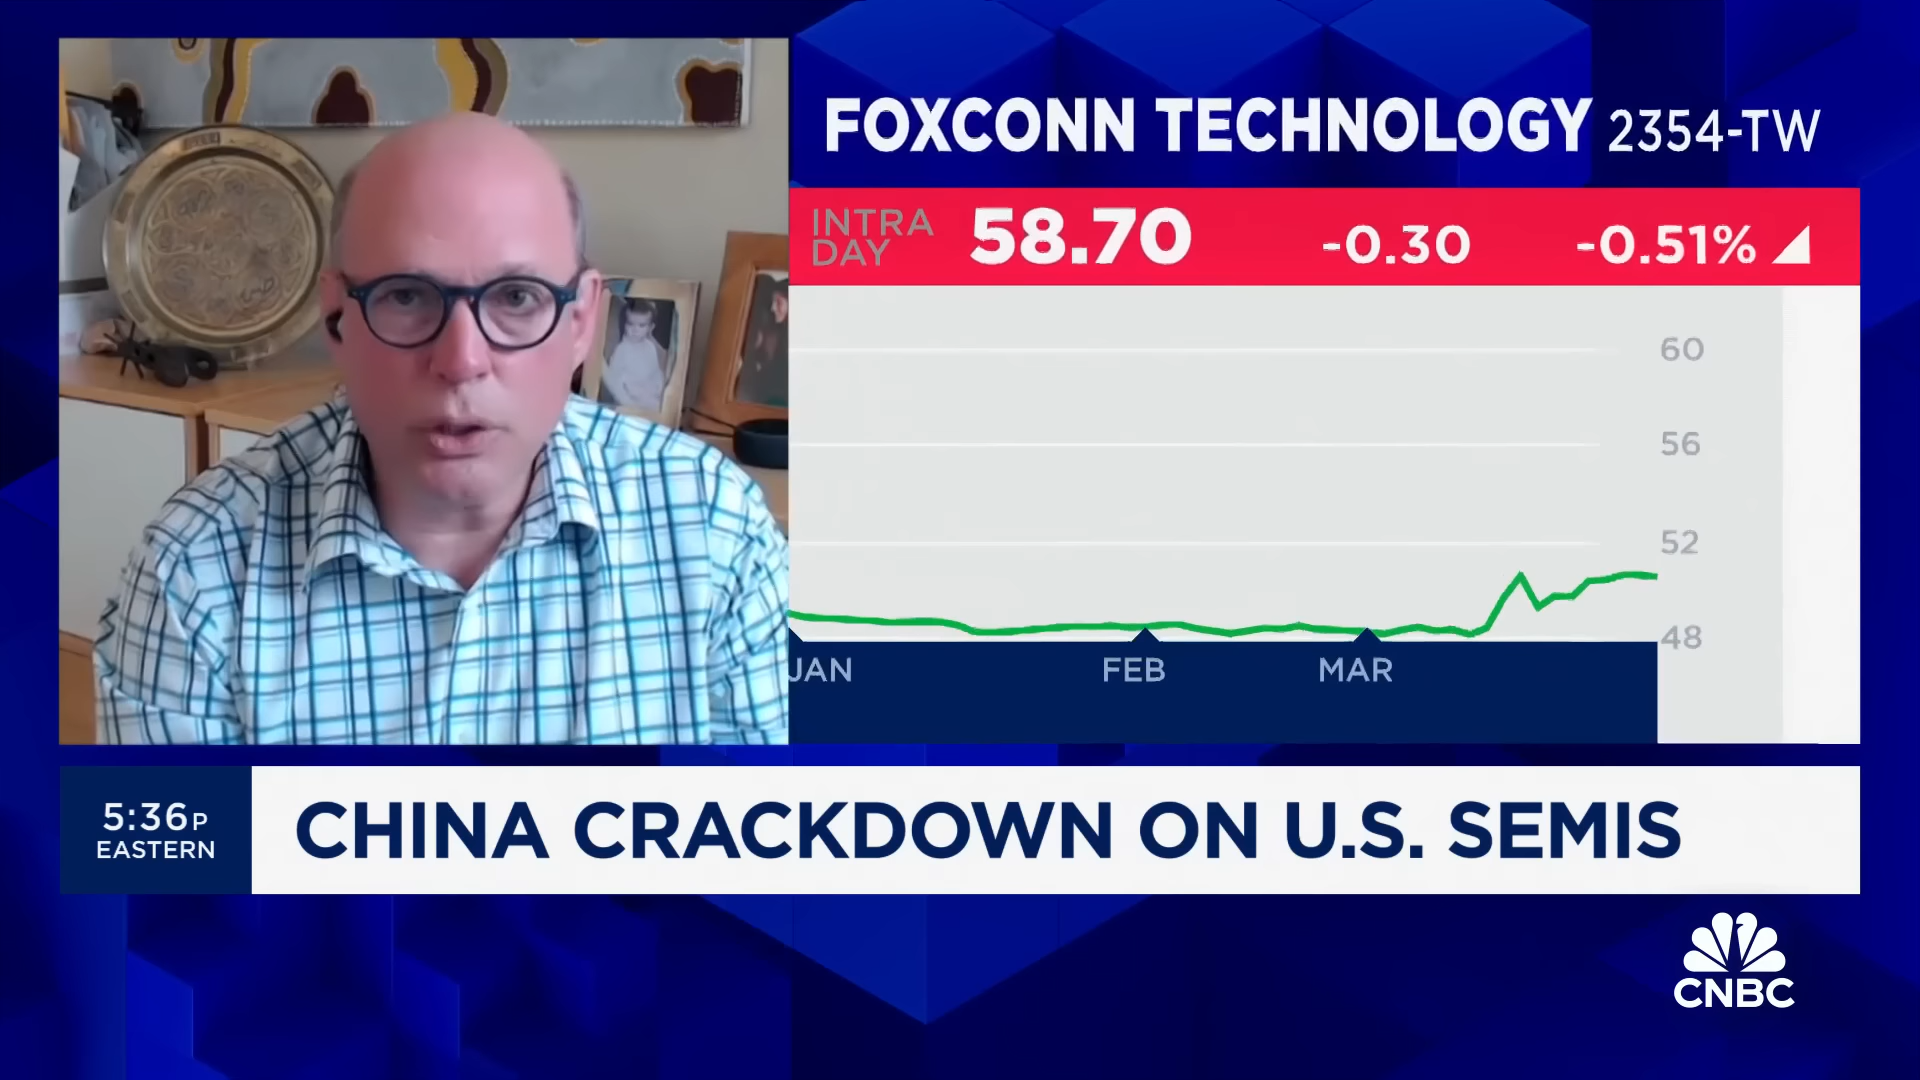 FOXCONN TECHNOLOGY 2354-TW
INTRA
DAY
58.70 -0.30 -0.51%
60
56
52
48
JAN FEB MAR
5:36P
EASTERN
CHINA CRACKDOWN ON U.S. SEMIS
CNBC